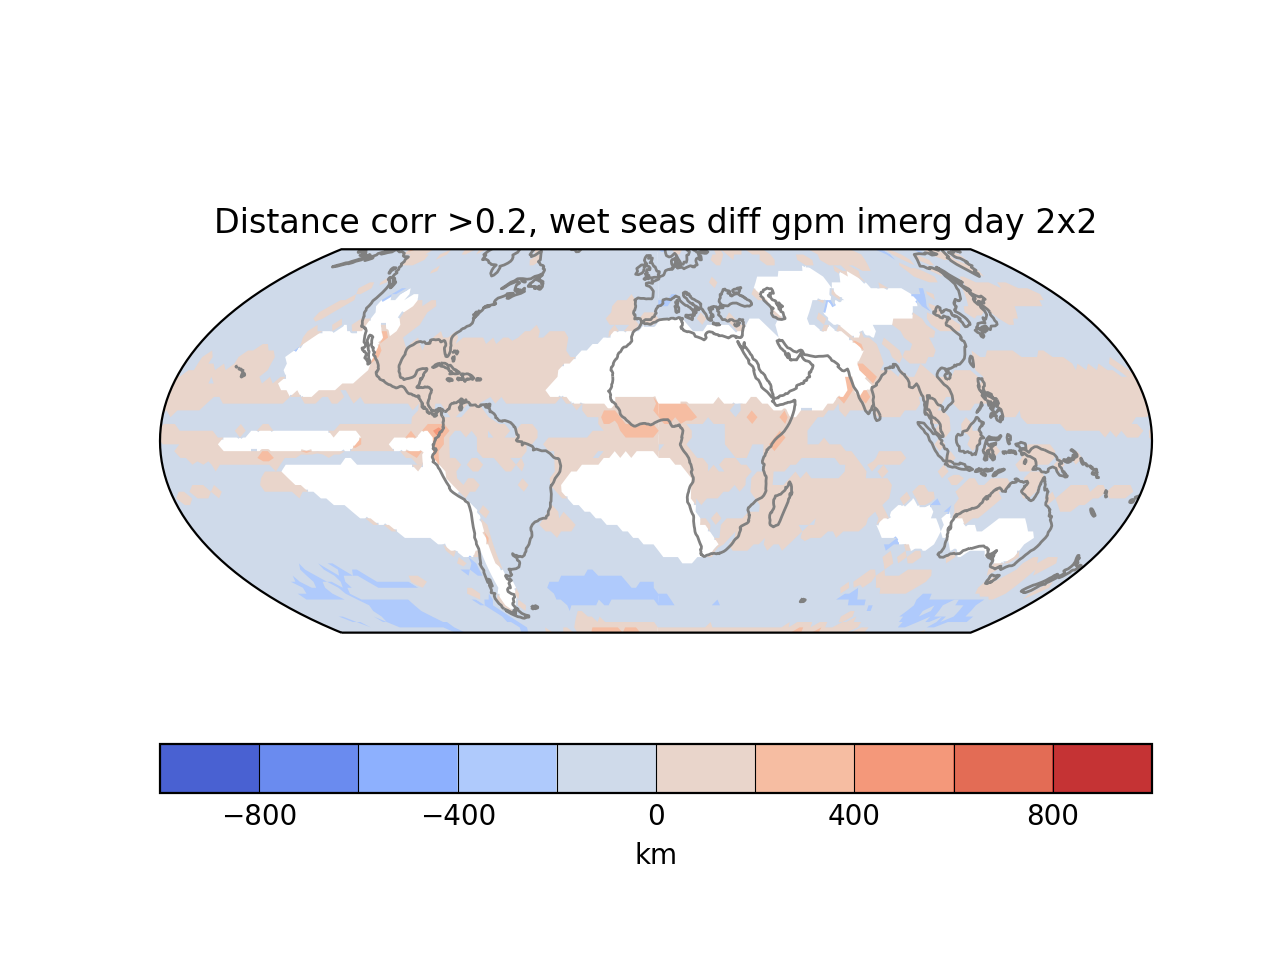 Distance corr >0.2, wet seas diff gpm imerg day 2x2
−800 −400 0 400 800
km